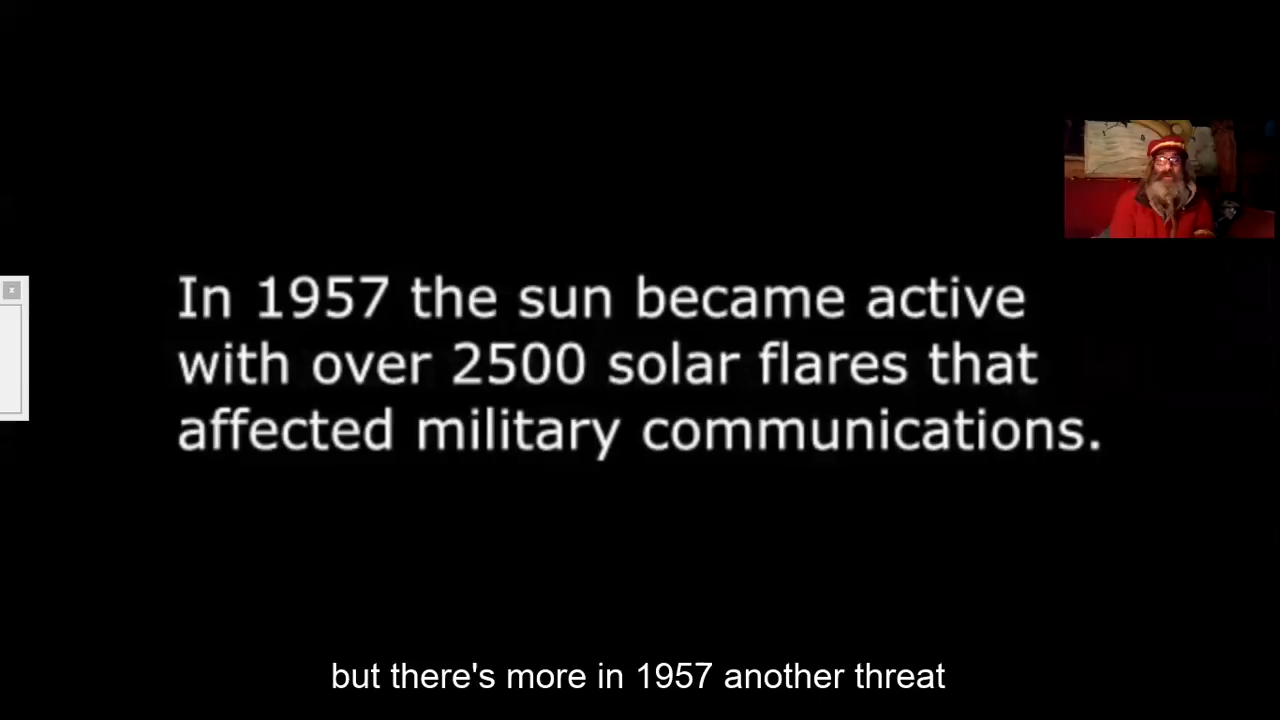 In 1957 the sun became active
with over 2500 solar flares that
affected military communications.
but there's more in 1957 another threat